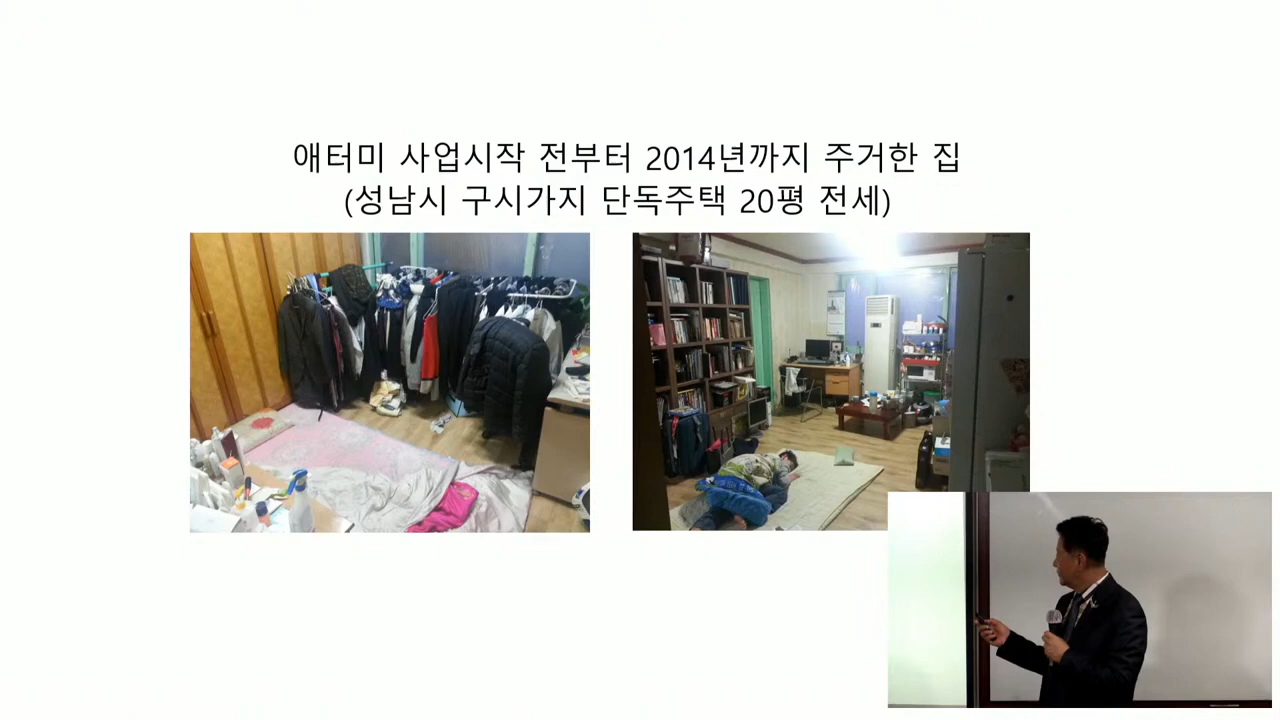 애터미 사업시작 전부터 2014년까지 주거한 집
(성남시 구시가지 단독주택 20평 전세)